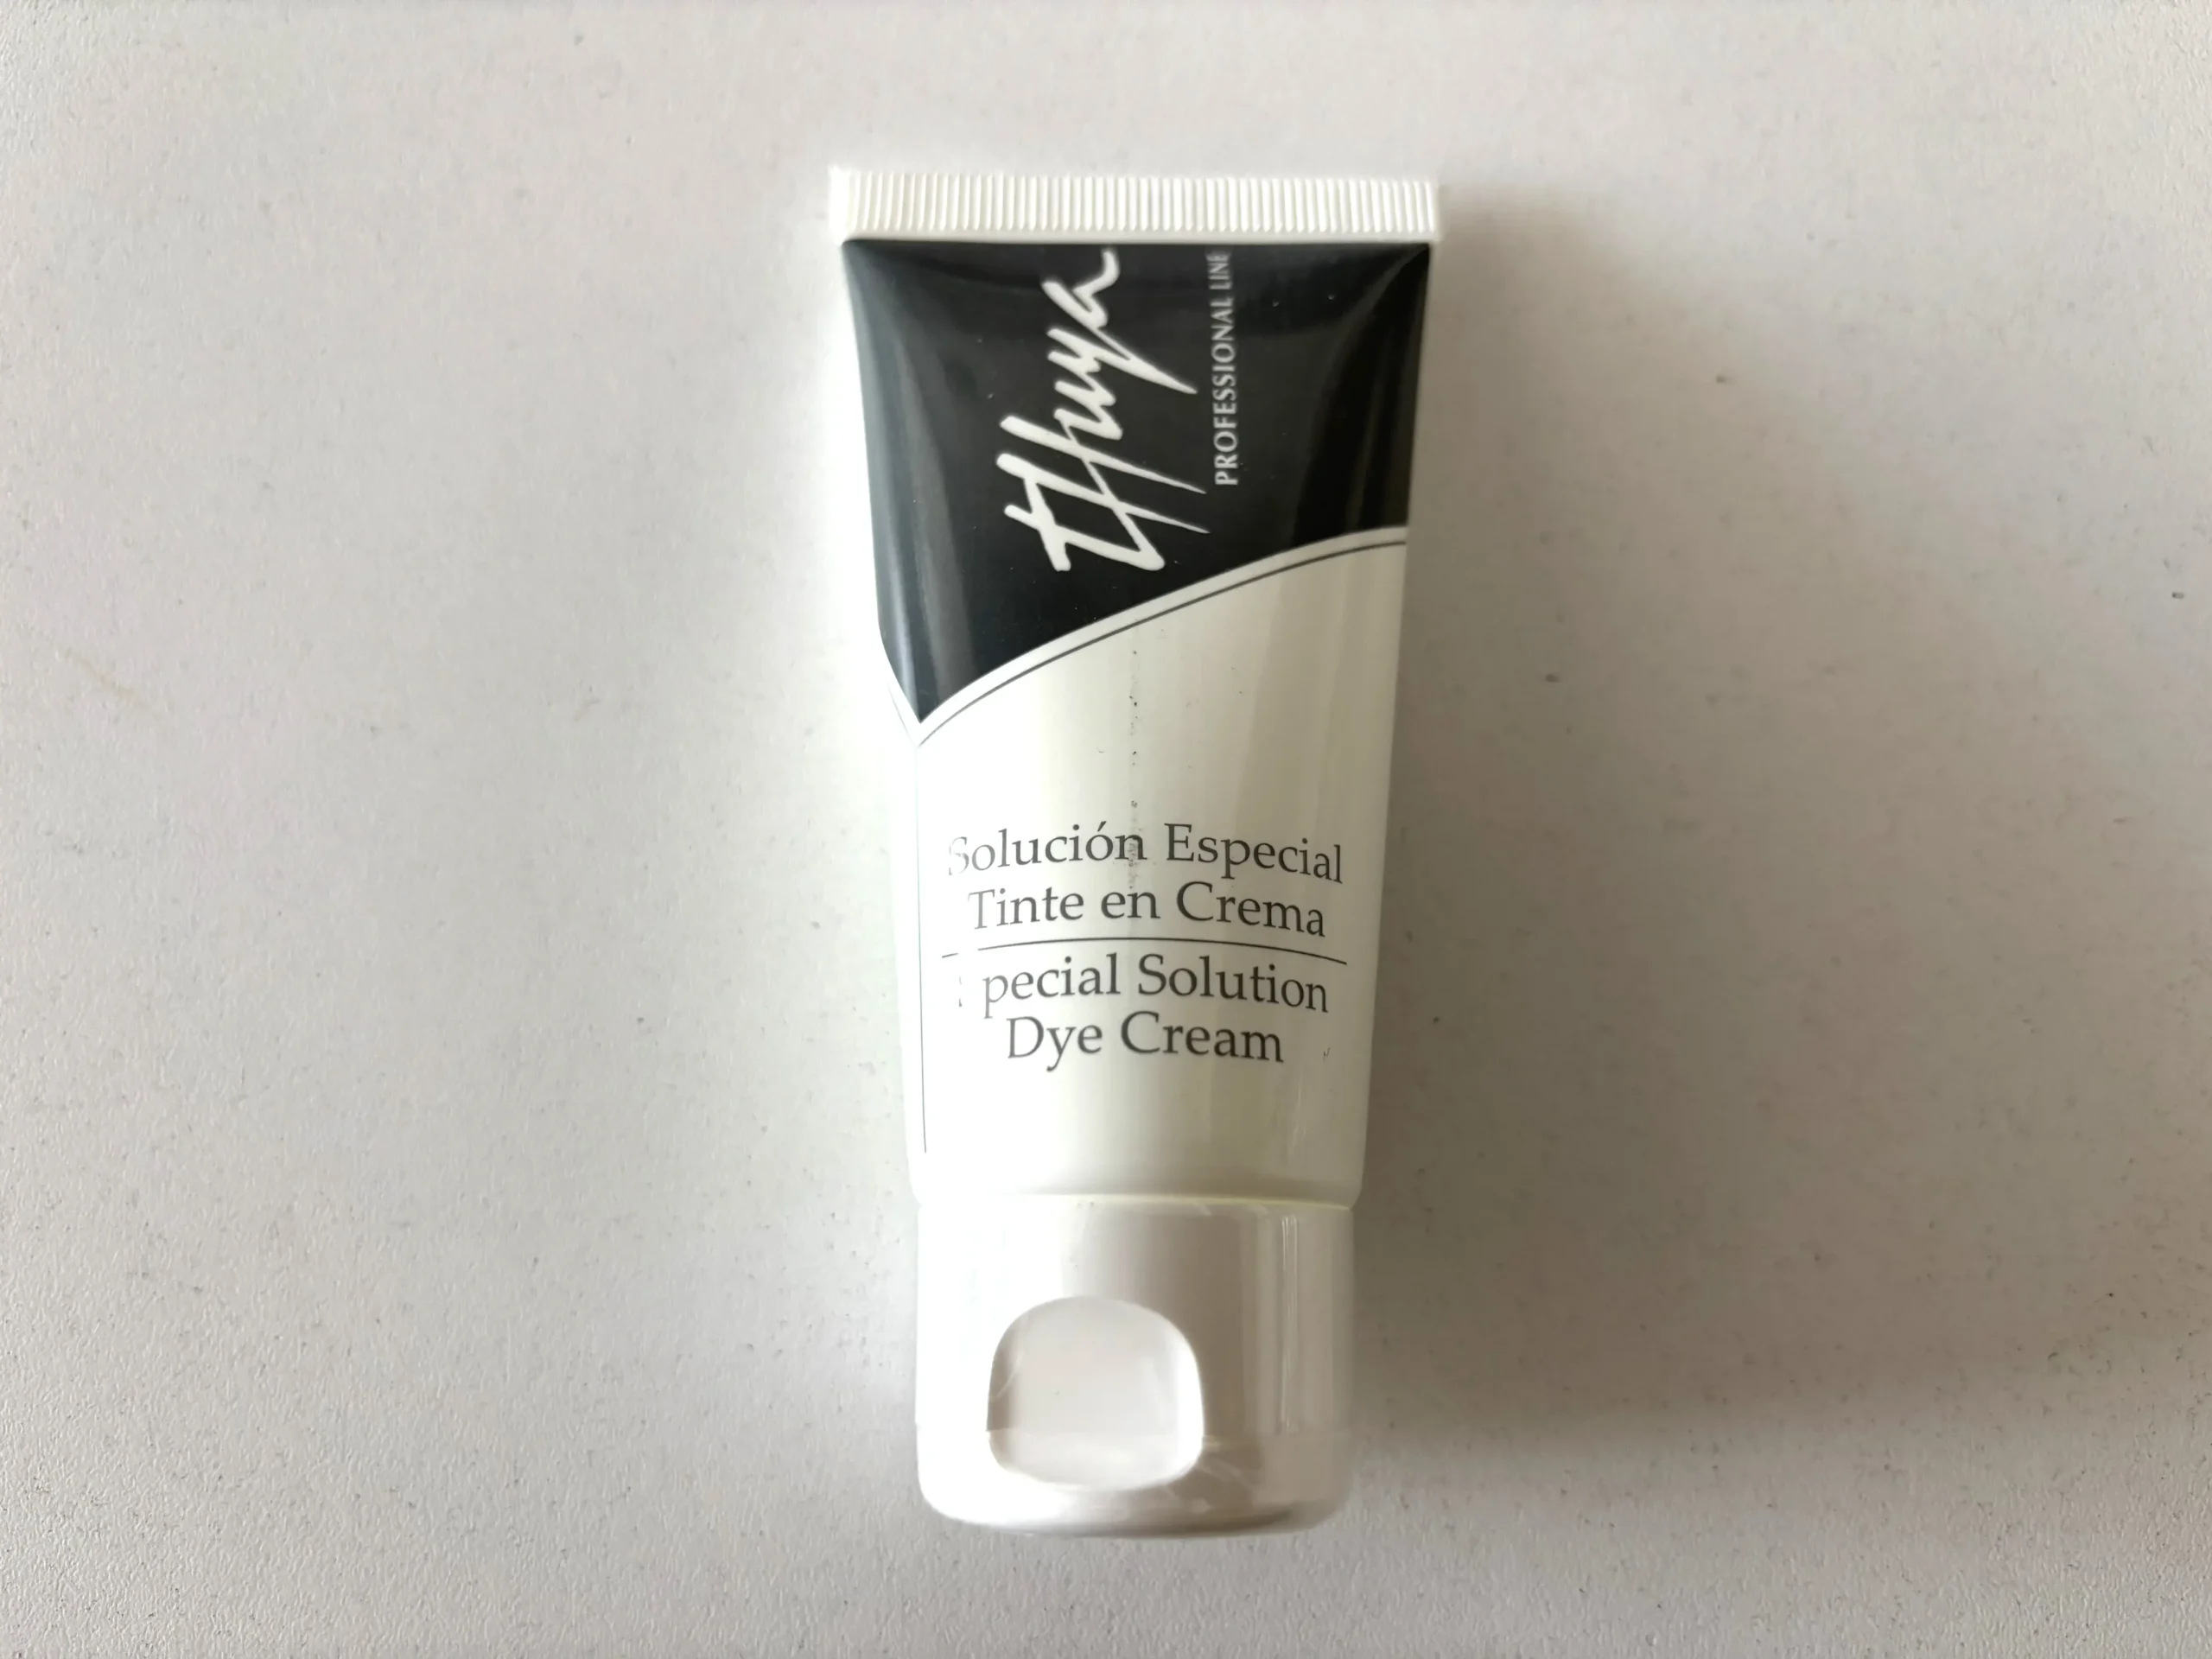 Thuya
PROFESSIONAL LINE
Solución Especial
Tinte en Crema
Special Solution
Dye Cream